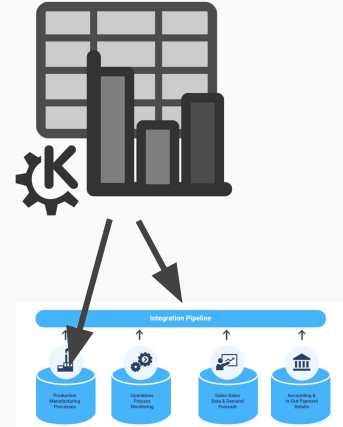 Integration Pipeline
Production
Manufacturing
Processes
Operations
Process
Monitoring
Sales-Sales
Data & Demand
Forecast
Accounting &
In-Out Payment
Details